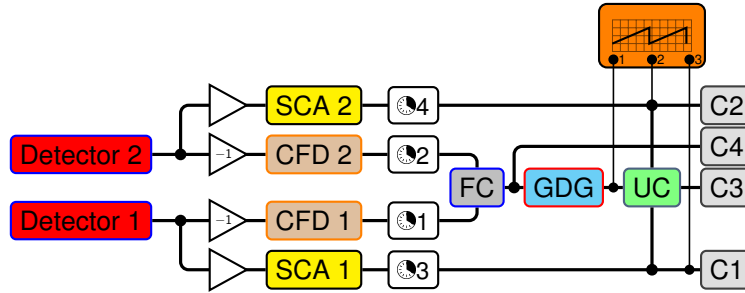 1 2 3
SCA 2 4 C2
Detector 2 -1 CFD 2 2 C4
FC GDG UC C3
Detector 1 -1 CFD 1 1
SCA 1 3 C1